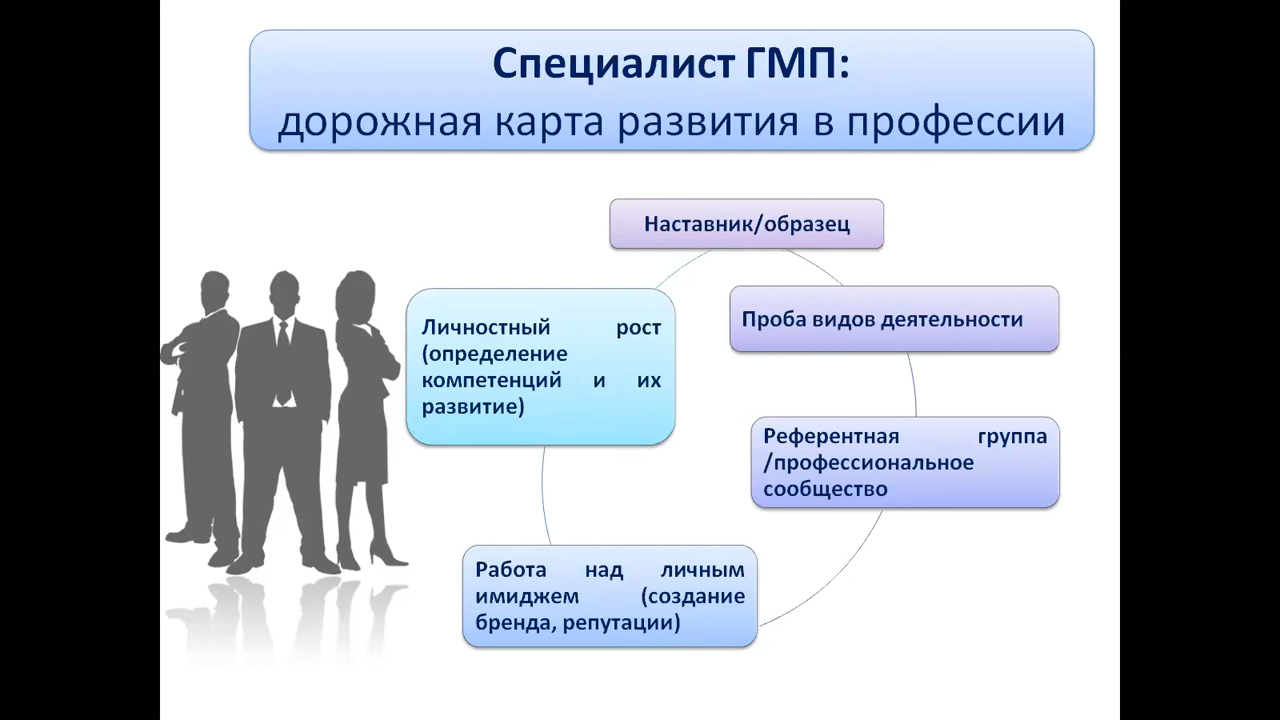 Специалист ГМП:
дорожная карта развития в профессии
Наставник/образец
Проба видов деятельности
Референтная группа
/профессиональное
сообщество
Работа над личным
имиджем (создание
бренда, репутации)
Личностный рост
(определение
компетенций и их
развитие)